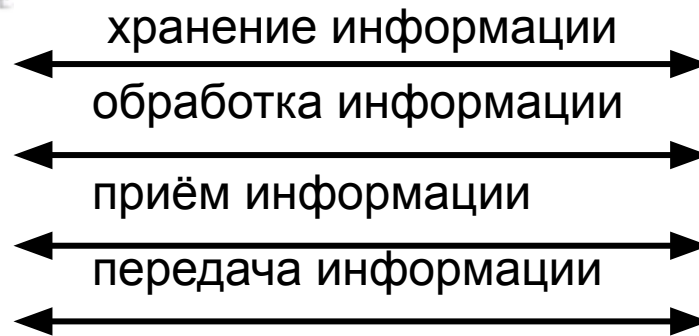 хранение информации
обработка информации
приём информации
передача информации